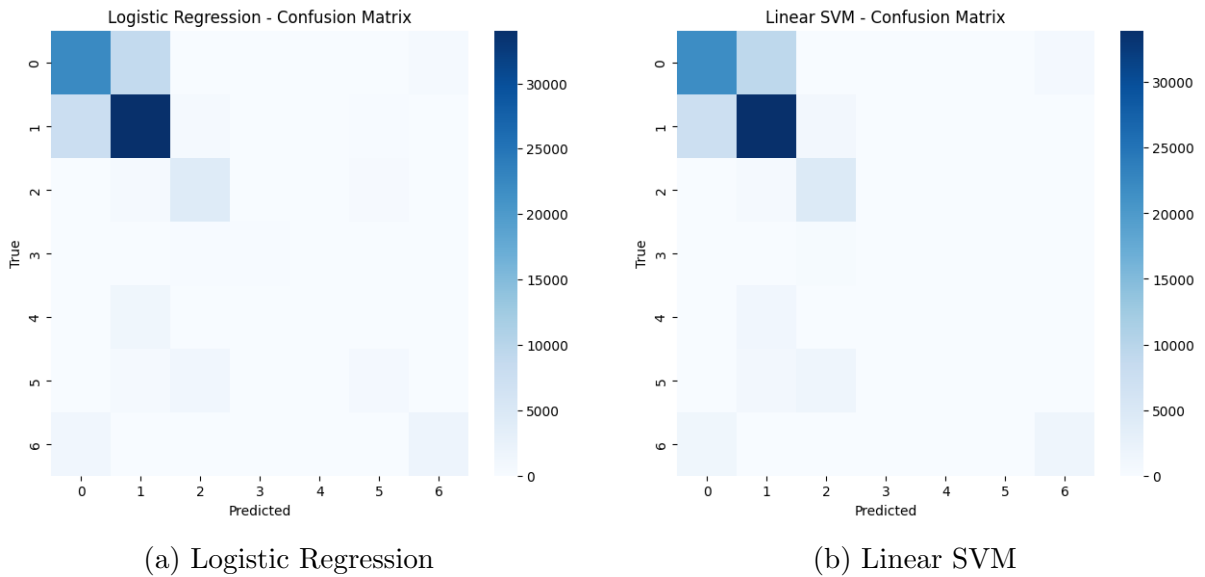 Logistic Regression - Confusion Matrix
0
1
2
3
4
5
6
True
0 1 2 3 4 5 6
Predicted
30000
25000
20000
15000
10000
5000
0
(a) Logistic Regression
Linear SVM - Confusion Matrix
0
1
2
3
4
5
6
True
0 1 2 3 4 5 6
Predicted
30000
25000
20000
15000
10000
5000
0
(b) Linear SVM